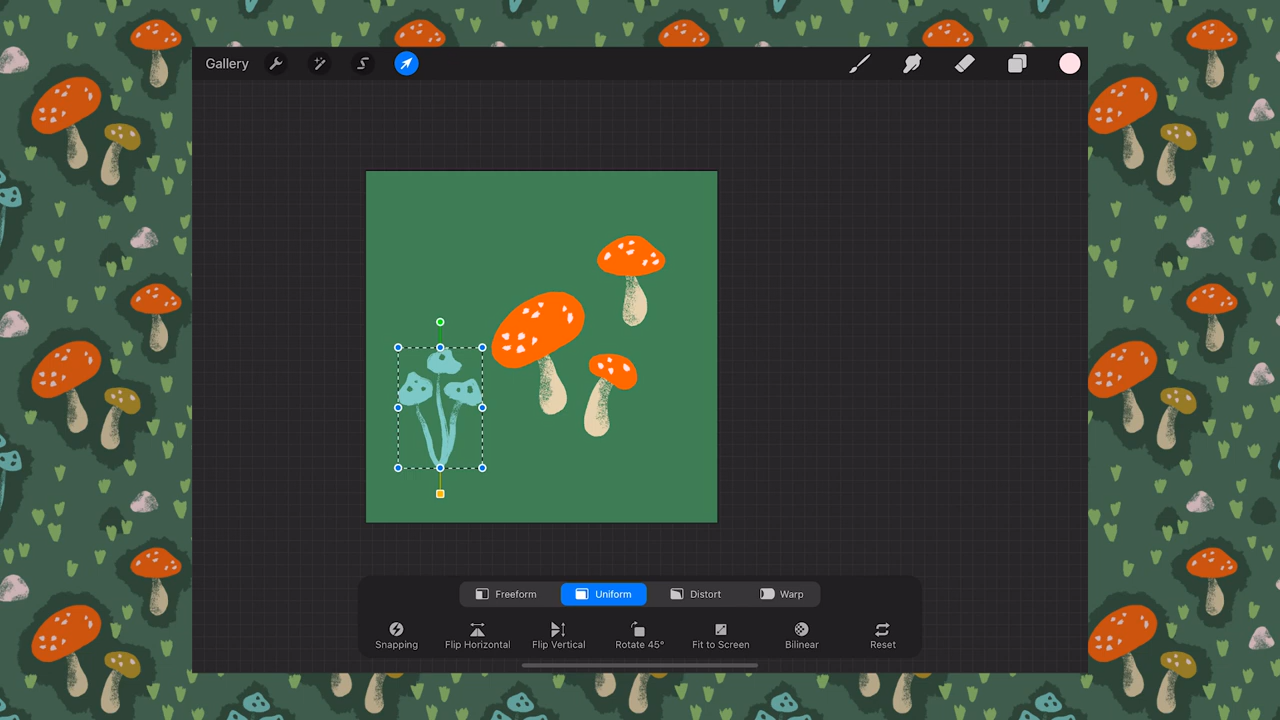 Gallery
Freeform Uniform Distort Warp
Snapping Flip Horizontal Flip Vertical Rotate 45° Fit to Screen Bilinear Reset